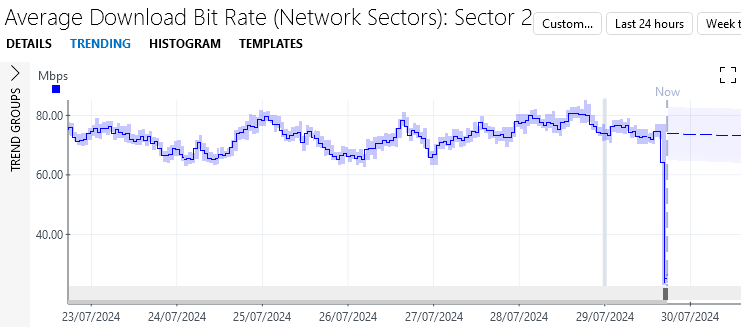 Average Download Bit Rate (Network Sectors): Sector 2
Custom...
Last 24 hours
Week t
DETAILS
TRENDING
HISTOGRAM
TEMPLATES
TREND GROUPS
Mbps
Now
80.00
60.00
40.00
23/07/2024
24/07/2024
25/07/2024
26/07/2024
27/07/2024
28/07/2024
29/07/2024
30/07/2024